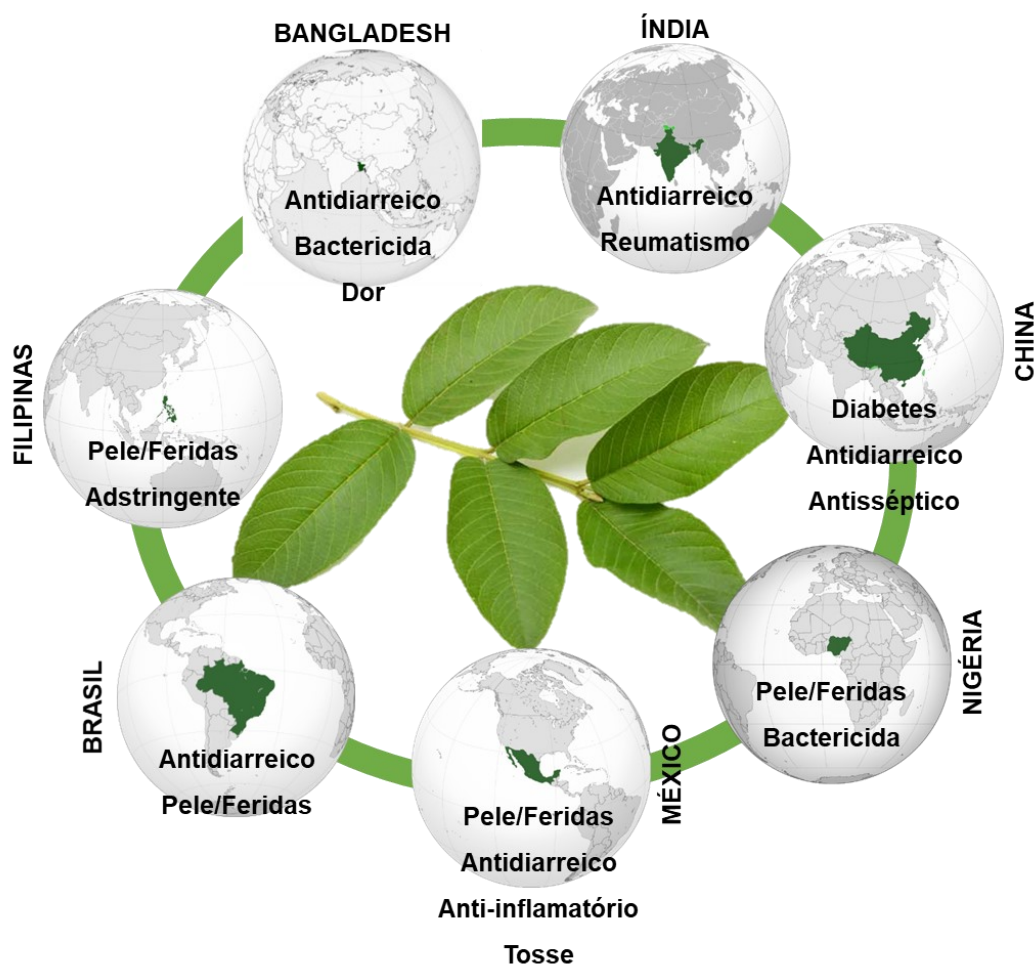 BANGLADESH
Antidiarreico
Bactericida
Dor
ÍNDIA
Antidiarreico
Reumatismo
CHINA
Diabetes
Antidiarreico
Antisséptico
NIGÉRIA
Pele/Feridas
Bactericida
MÉXICO
Pele/Feridas
Antidiarreico
Anti-inflamatório
Tosse
BRASIL
Antidiarreico
Pele/Feridas
FILIPINAS
Pele/Feridas
Adstringente